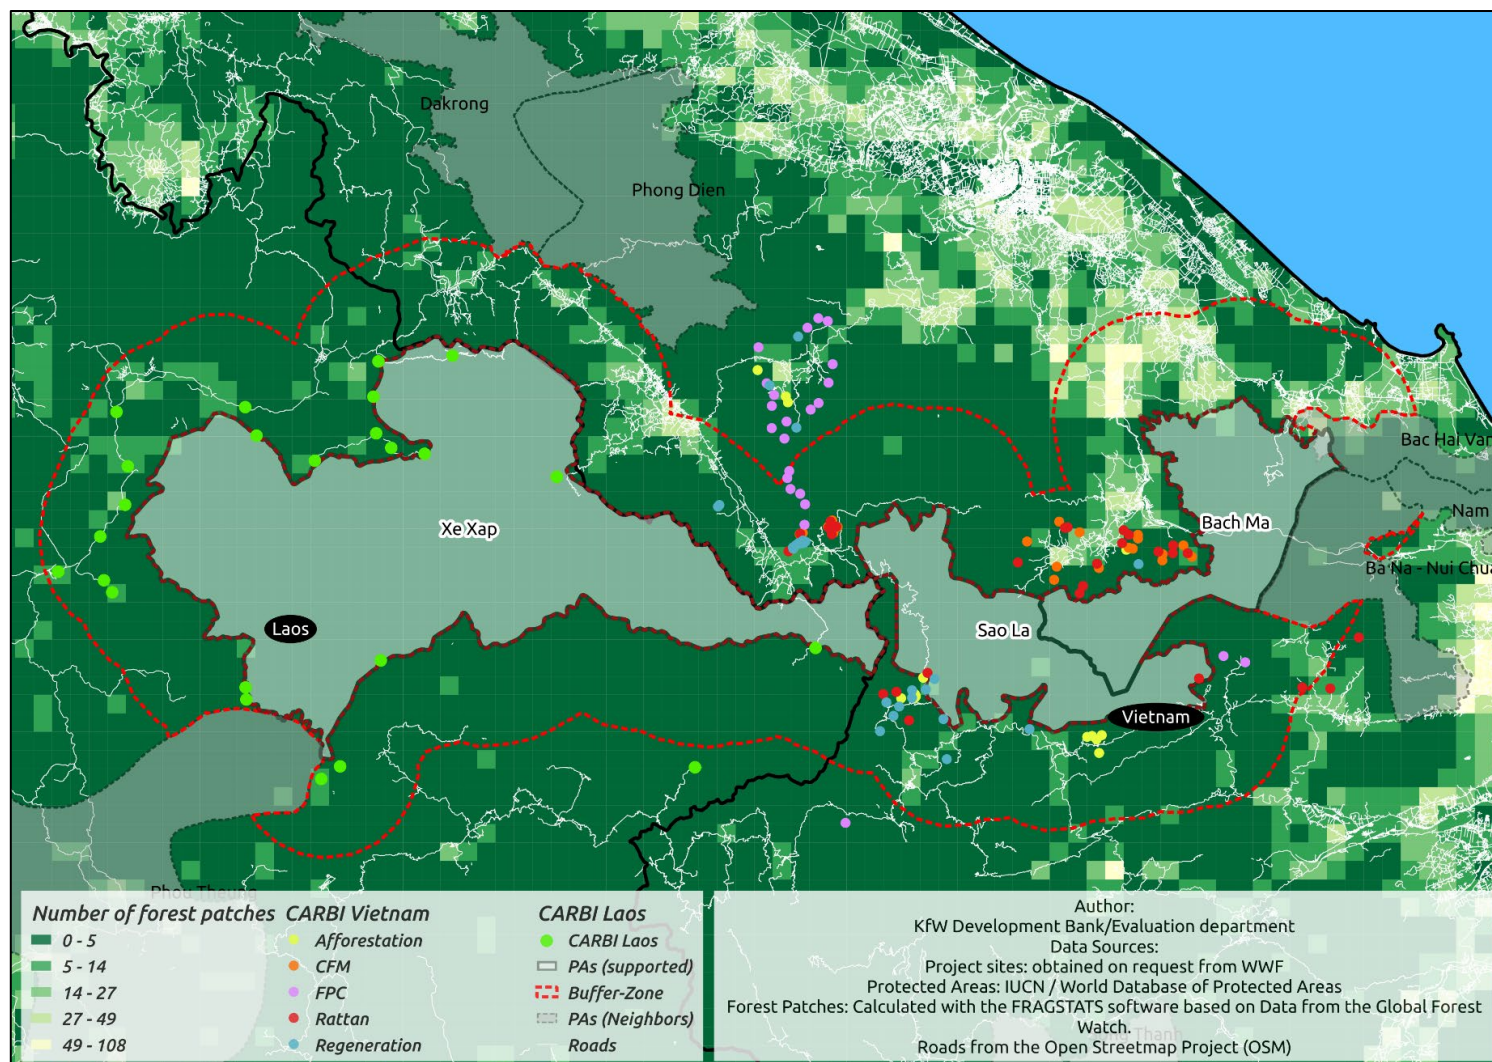 Dakrong
Phong Dien
Bac Hai Van
Xe Xap
Bach Ma
Nam
Ba Na - Nui Chua
Laos
Sao La
Vietnam
Phou Theung
Number of forest patches
0 - 5
5 - 14
14 - 27
27 - 49
49 - 108
CARBI Vietnam
Afforestation
CFM
FPC
Rattan
Regeneration
CARBI Laos
CARBI Laos
PAs (supported)
Buffer-Zone
PAs (Neighbors)
Roads
Author:
KfW Development Bank/Evaluation department
Data Sources:
Project sites: obtained on request from WWF
Protected Areas: IUCN / World Database of Protected Areas
Forest Patches: Calculated with the FRAGSTATS software based on Data from the Global Forest
Watch.
Roads from the Open Streetmap Project (OSM)